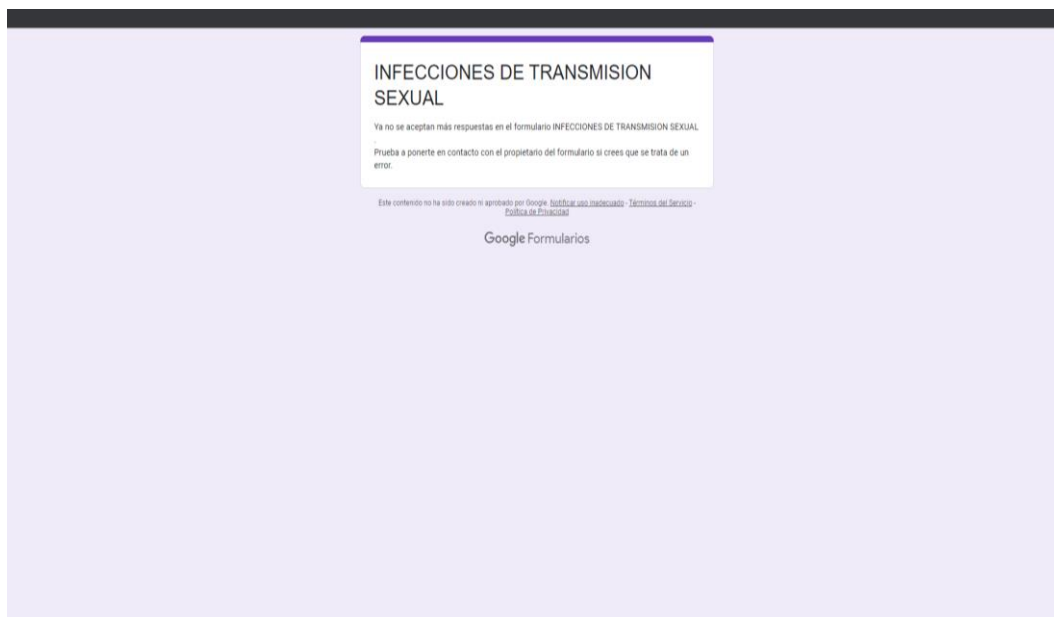 INFECCIONES DE TRANSMISION
SEXUAL
Ya no se aceptan más respuestas en el formulario INFECCIONES DE TRANSMISION SEXUAL
.
Prueba a ponerte en contacto con el propietario del formulario si crees que se trata de un
error.
Este contenido no ha sido creado ni aprobado por Google. Notificar uso inadecuado - Términos del Servicio -
Política de Privacidad
Google Formularios